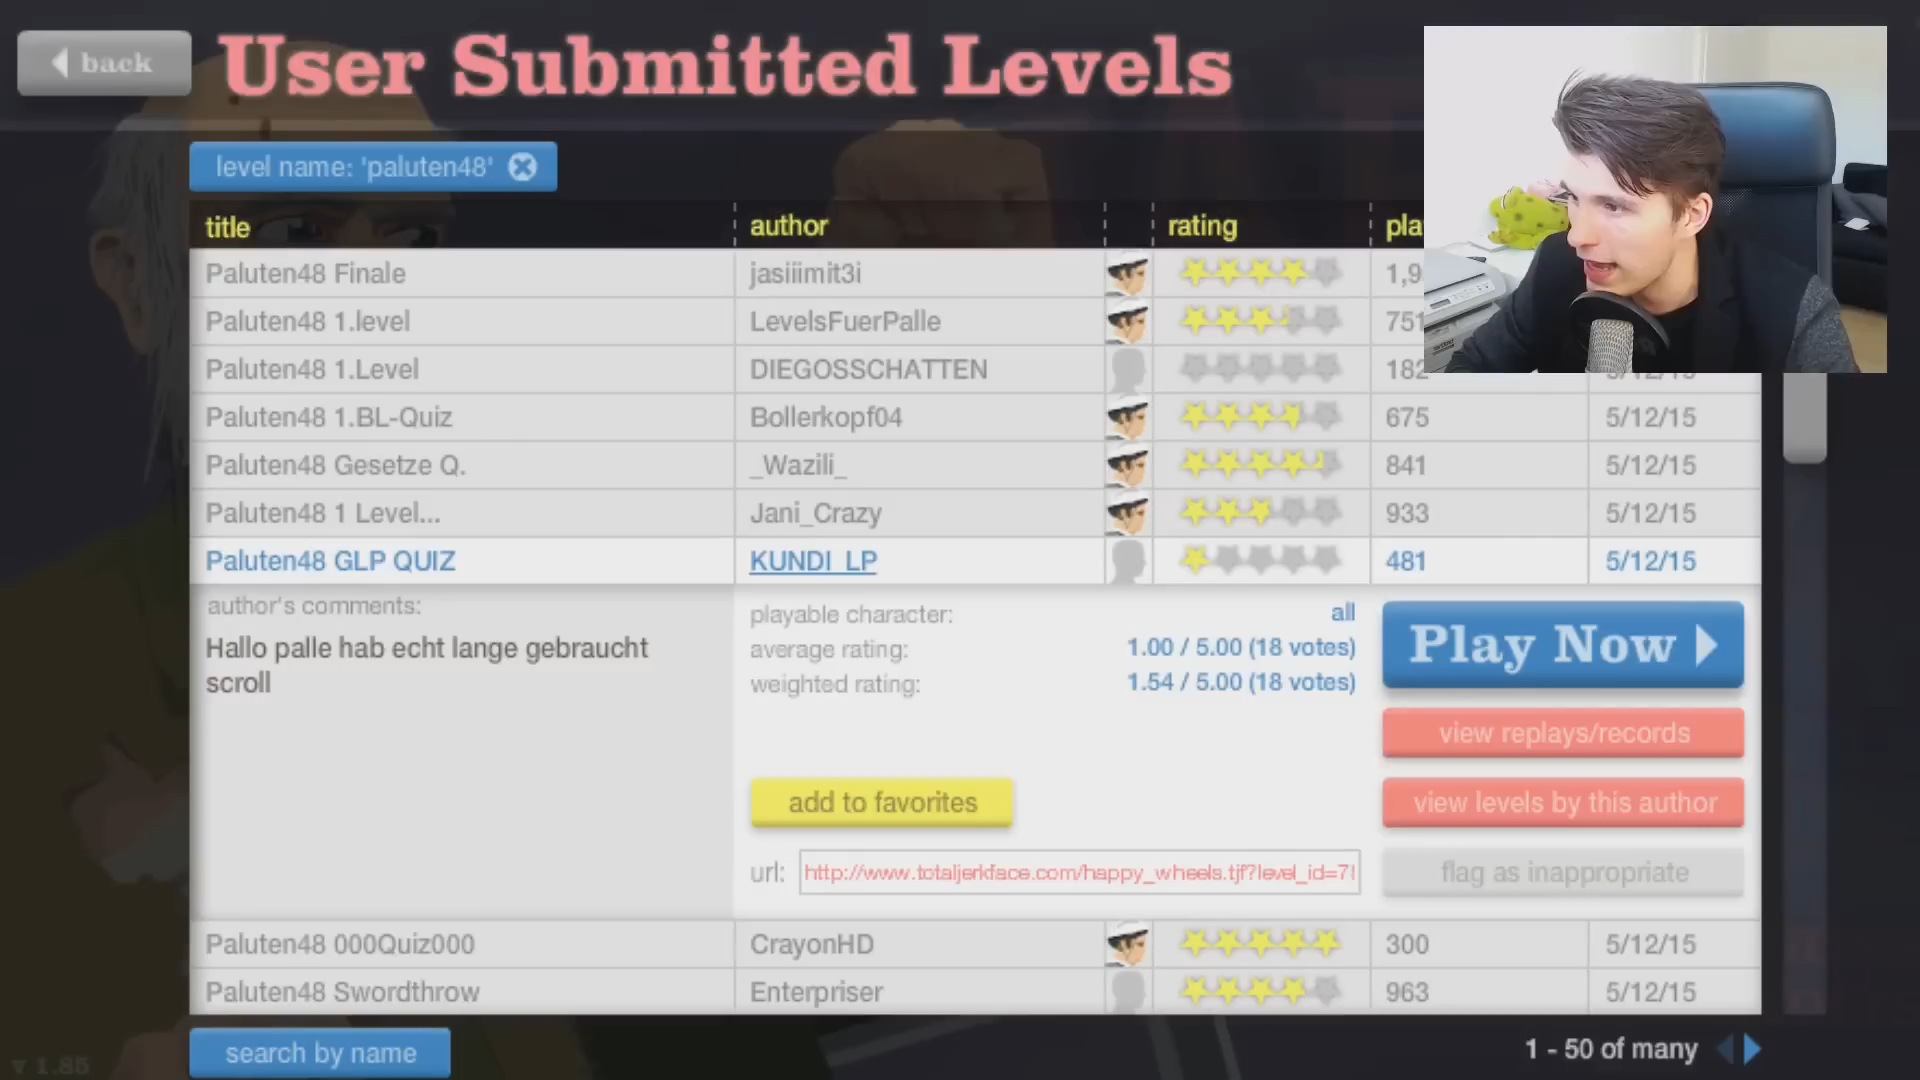 back
User Submitted Levels
level name: 'paluten48'
title author rating pla
Paluten48 Finale jasiiimit3i 1,9
Paluten48 1.level LevelsFuerPalle 751
Paluten48 1.Level DIEGOSSCHATTEN 182
Paluten48 1.BL-Quiz Bollerkopf04 675 5/12/15
Paluten48 Gesetze Q. _Wazili_ 841 5/12/15
Paluten48 1 Level... Jani_Crazy 933 5/12/15
Paluten48 GLP QUIZ KUNDI_LP 481 5/12/15
author's comments:
Hallo palle hab echt lange gebraucht
scroll
playable character: all
average rating: 1.00 / 5.00 (18 votes)
weighted rating: 1.54 / 5.00 (18 votes)
Play Now
view replays/records
add to favorites
view levels by this author
url: http://www.totaljerkface.com/happy_wheels.tjf?level_id=7
flag as inappropriate
Paluten48 000Quiz000 CrayonHD 300 5/12/15
Paluten48 Swordthrow Enterpriser 963 5/12/15
search by name
1 - 50 of many
v 1.85